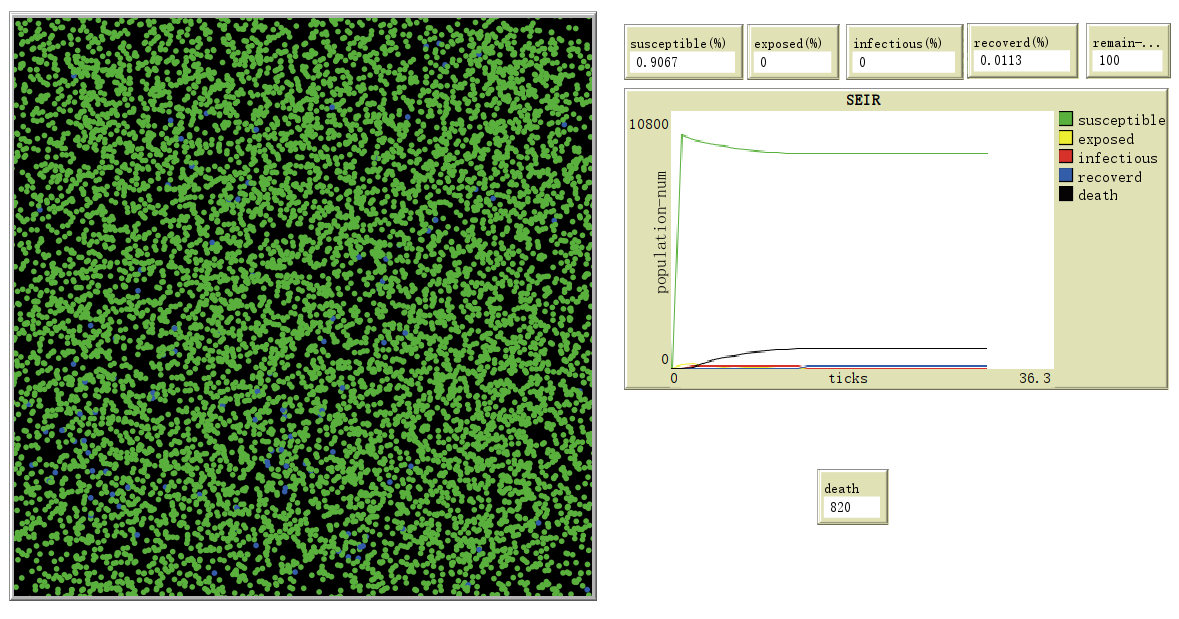 susceptible(%)
0.9067
exposed(%)
0
infectious(%)
0
recoverd(%)
0.0113
remain-...
100
SEIR
10800
population-num
0
0
ticks
36.3
susceptible
exposed
infectious
recoverd
death
death
820